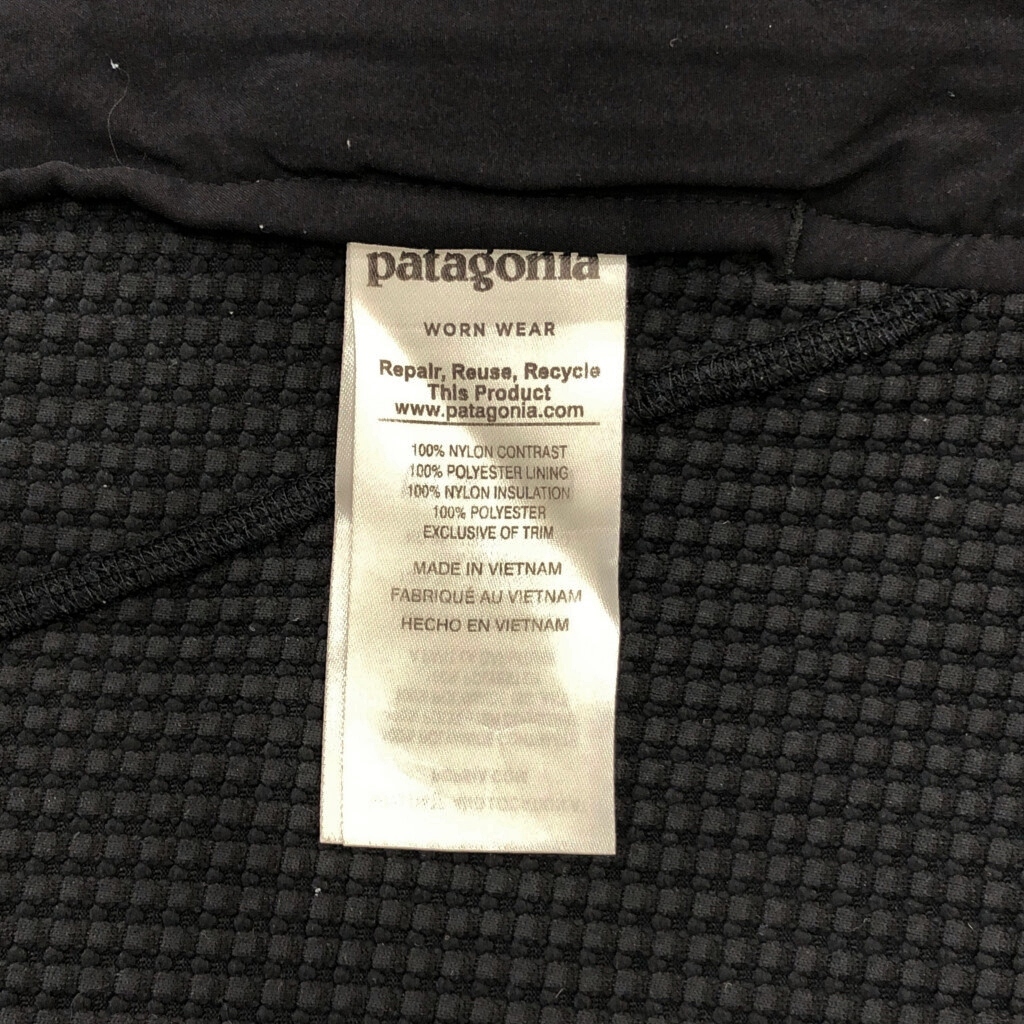 patagonia
WORN WEAR
Repair, Reuse, Recycle
This Product
www.patagonia.com
100% NYLON CONTRAST
100% POLYESTER LINING
100% NYLON INSULATION
100% POLYESTER
EXCLUSIVE OF TRIM
MADE IN VIETNAM
FABRIQUÉ AU VIETNAM
HECHO EN VIETNAM